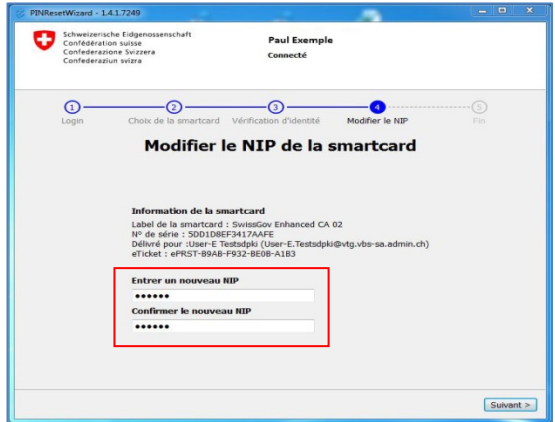 PINResetWizard - 1.4.1.7249
Schweizerische Eidgenossenschaft
Confédération suisse
Confederazione Svizzera
Confederaziun svizra
Paul Exemple
Connecté
1 2 3 4 5
Login Choix de la smartcard Vérification d'identité Modifier le NIP Fin
Modifier le NIP de la smartcard
Information de la smartcard
Label de la smartcard : SwissGov Enhanced CA 02
N° de série : 5DD1D8EF3417AAFE
Délivré pour :User-E Testsdpki (User-E.Testsdpki@vtg.vbs-sa.admin.ch)
eTicket : ePRST-B9AB-F932-8E0B-A1B3
Entrer un nouveau NIP
••••••
Confirmer le nouveau NIP
••••••
Suivant >